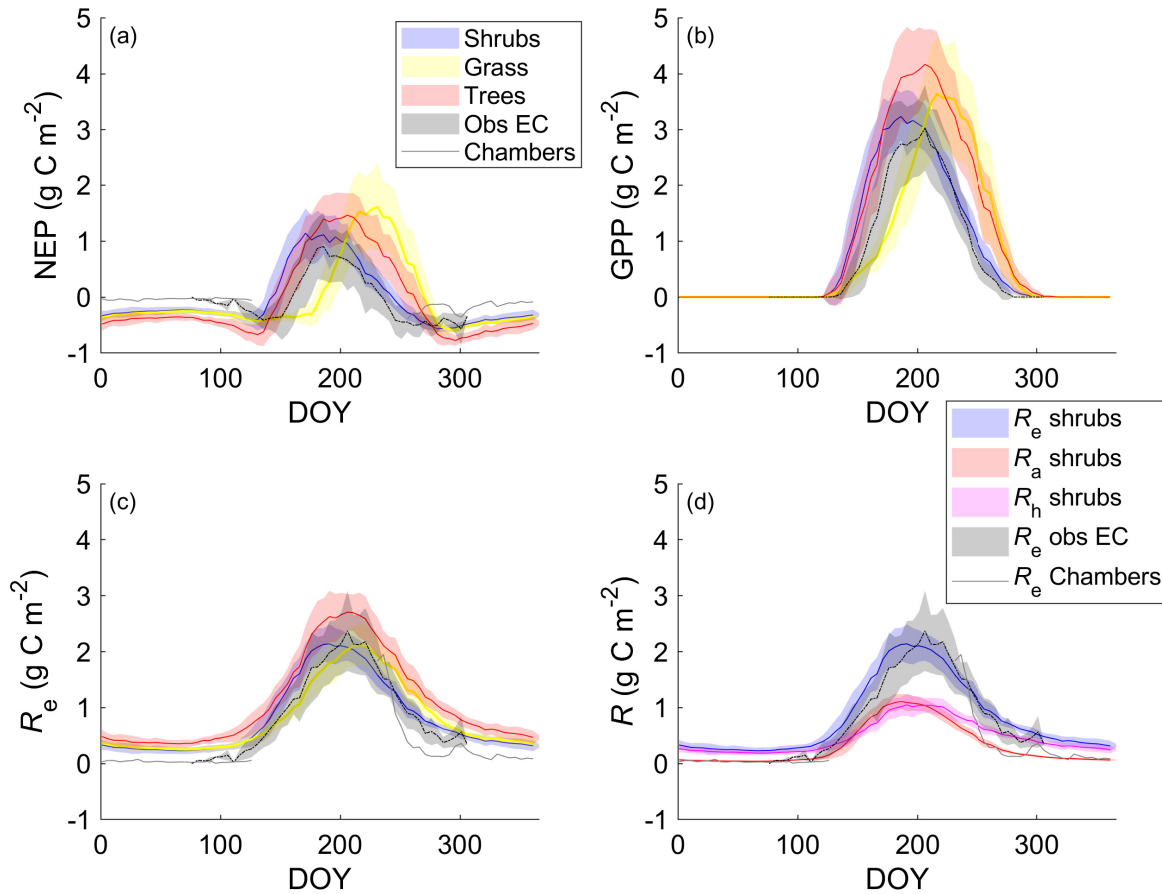 (a)
5
4
3
2
1
0
-1
NEP (g C m⁻²)
0 100 200 300
DOY
Shrubs
Grass
Trees
Obs EC
Chambers
(b)
5
4
3
2
1
0
-1
GPP (g C m⁻²)
0 100 200 300
DOY
(c)
5
4
3
2
1
0
-1
Rₑ (g C m⁻²)
0 100 200 300
DOY
(d)
5
4
3
2
1
0
-1
R (g C m⁻²)
0 100 200 300
DOY
Rₑ shrubs
Rₐ shrubs
Rₕ shrubs
Rₑ obs EC
Rₑ Chambers